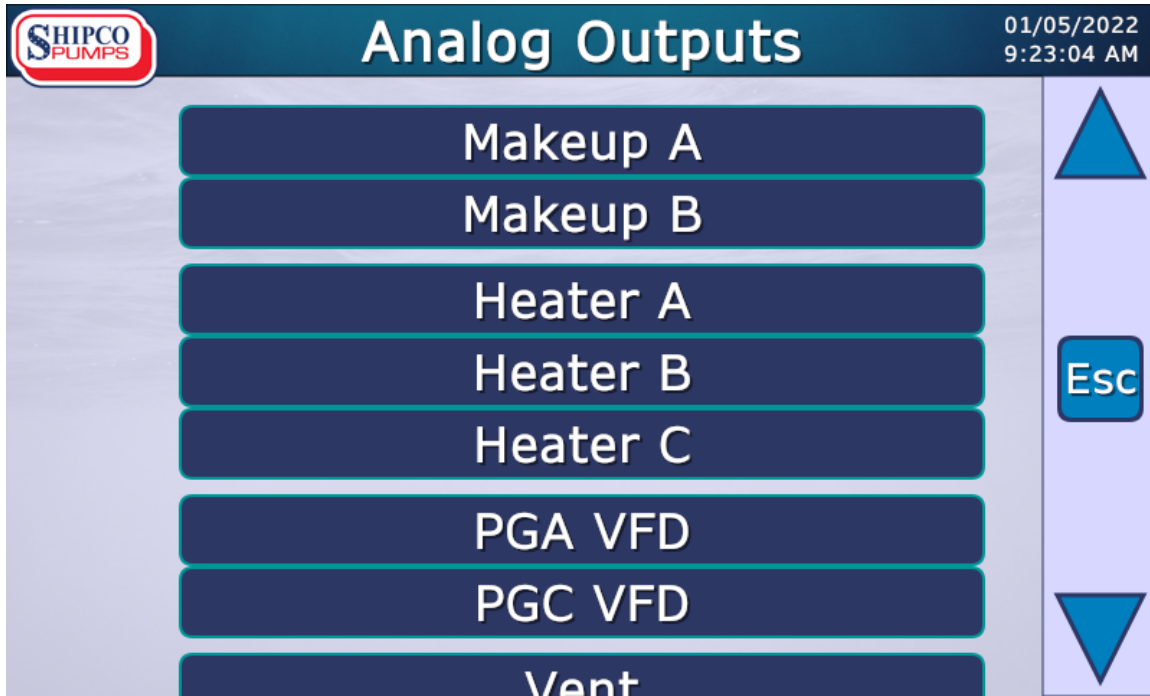 SHIPCO
PUMPS
Analog Outputs
01/05/2022
9:23:04 AM
Makeup A
Makeup B
Heater A
Heater B
Heater C
Esc
PGA VFD
PGC VFD
Vent